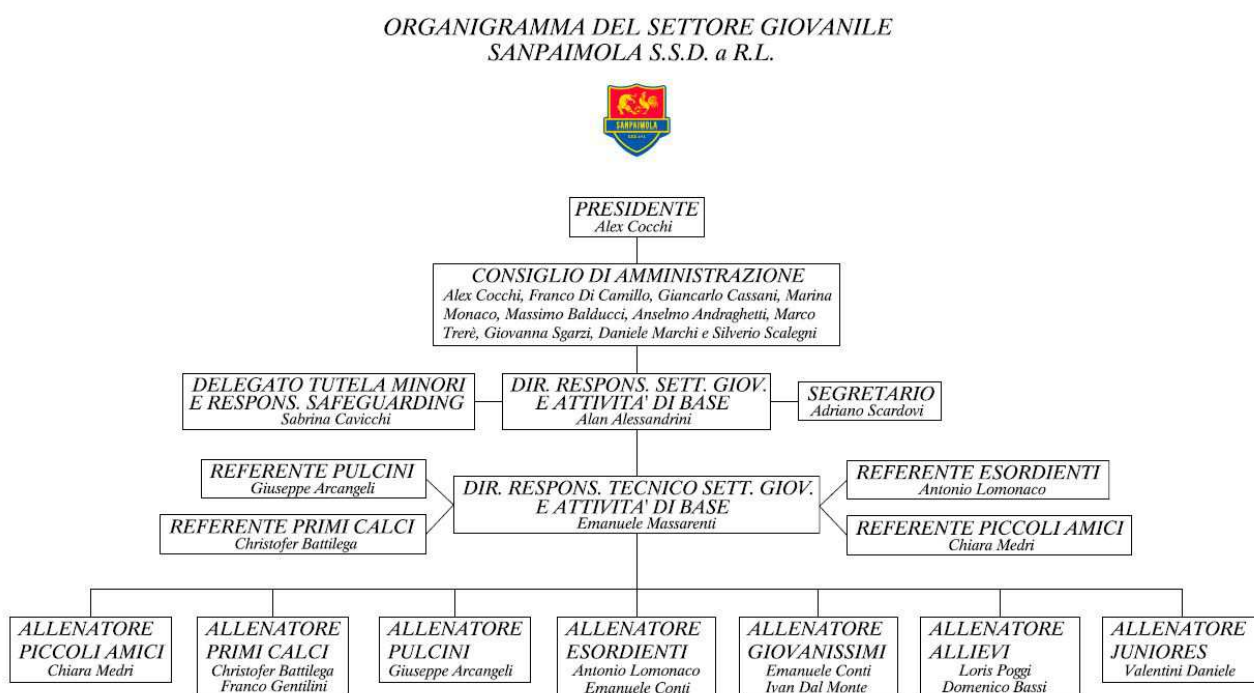 ORGANIGRAMMA DEL SETTORE GIOVANILE
SANPAIMOLA S.S.D. a R.L.
SANPAIMOLA
PRESIDENTE
Alex Cocchi
CONSIGLIO DI AMMINISTRAZIONE
Alex Cocchi, Franco Di Camillo, Giancarlo Cassani, Marina
Monaco, Massimo Balducci, Anselmo Andraghetti, Marco
Trerè, Giovanna Sgarzi, Daniele Marchi e Silverio Scalegni
DELEGATO TUTELA MINORI
E RESPONS. SAFEGUARDING
Sabrina Cavicchi
DIR. RESPONS. SETT. GIOV.
E ATTIVITA' DI BASE
Alan Alessandrini
SEGRETARIO
Adriano Scardovi
REFERENTE PULCINI
Giuseppe Arcangeli
REFERENTE PRIMI CALCI
Christofer Battilega
DIR. RESPONS. TECNICO SETT. GIOV.
E ATTIVITA' DI BASE
Emanuele Massarenti
REFERENTE ESORDIENTI
Antonio Lomonaco
REFERENTE PICCOLI AMICI
Chiara Medri
ALLENATORE
PICCOLI AMICI
Chiara Medri
ALLENATORE
PRIMI CALCI
Christofer Battilega
Franco Gentilini
ALLENATORE
PULCINI
Giuseppe Arcangeli
ALLENATORE
ESORDIENTI
Antonio Lomonaco
Emanuele Conti
ALLENATORE
GIOVANISSIMI
Emanuele Conti
Ivan Dal Monte
ALLENATORE
ALLIEVI
Loris Poggi
Domenico Bassi
ALLENATORE
JUNIORES
Valentini Daniele